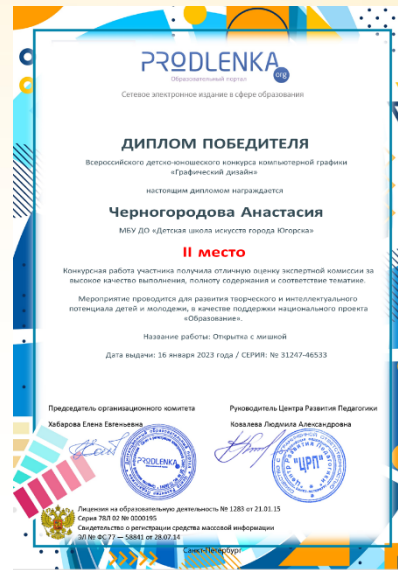 PRODLENKA
.org
Образовательный портал
Сетевое электронное издание в сфере образования
ДИПЛОМ ПОБЕДИТЕЛЯ
Всероссийского детско-юношеского конкурса компьютерной графики
«Графический дизайн»
настоящим дипломом награждается
Черногородова Анастасия
МБУ ДО «Детская школа искусств города Югорска»
II место
Конкурсная работа участника получила отличную оценку экспертной комиссии за
высокое качество выполнения, полноту содержания и соответствие тематике.
Мероприятие проводится для развития творческого и интеллектуального
потенциала детей и молодежи, в качестве поддержки национального проекта
«Образование».
Название работы: Открытка с мишкой
Дата выдачи: 16 января 2023 года / СЕРИЯ: № 31247-46533
Председатель организационного комитета
Хабарова Елена Евгеньевна
Руководитель Центра Развития Педагогики
Ковалева Людмила Александровна
PRODLENKA
"ЦРП"
Лицензия на образовательную деятельность № 1283 от 21.01.15
Серия 78Л 02 № 0000195
Свидетельство о регистрации средства массовой информации
ЭЛ № ФС 77 — 58841 от 28.07.14
Санкт-Петербург